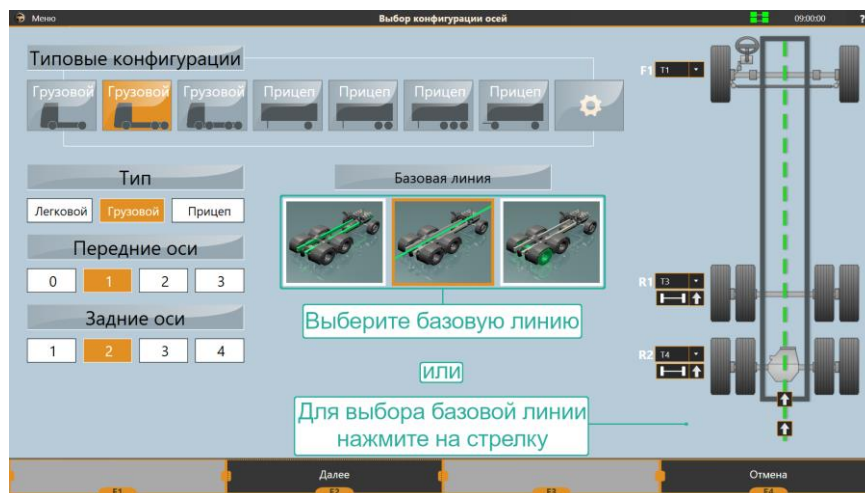 Меню
Выбор конфигурации осей
09:00:00
?
Типовые конфигурации
Грузовой Грузовой Грузовой Прицеп Прицеп Прицеп Прицеп
F1 T1
Тип
Базовая линия
Легковой Грузовой Прицеп
Передние оси
0 1 2 3
R1 T3
Выберите базовую линию
Задние оси
1 2 3 4
R2 T4
или
Для выбора базовой линии
нажмите на стрелку
Далее
Отмена
F1 F2 F3 F4